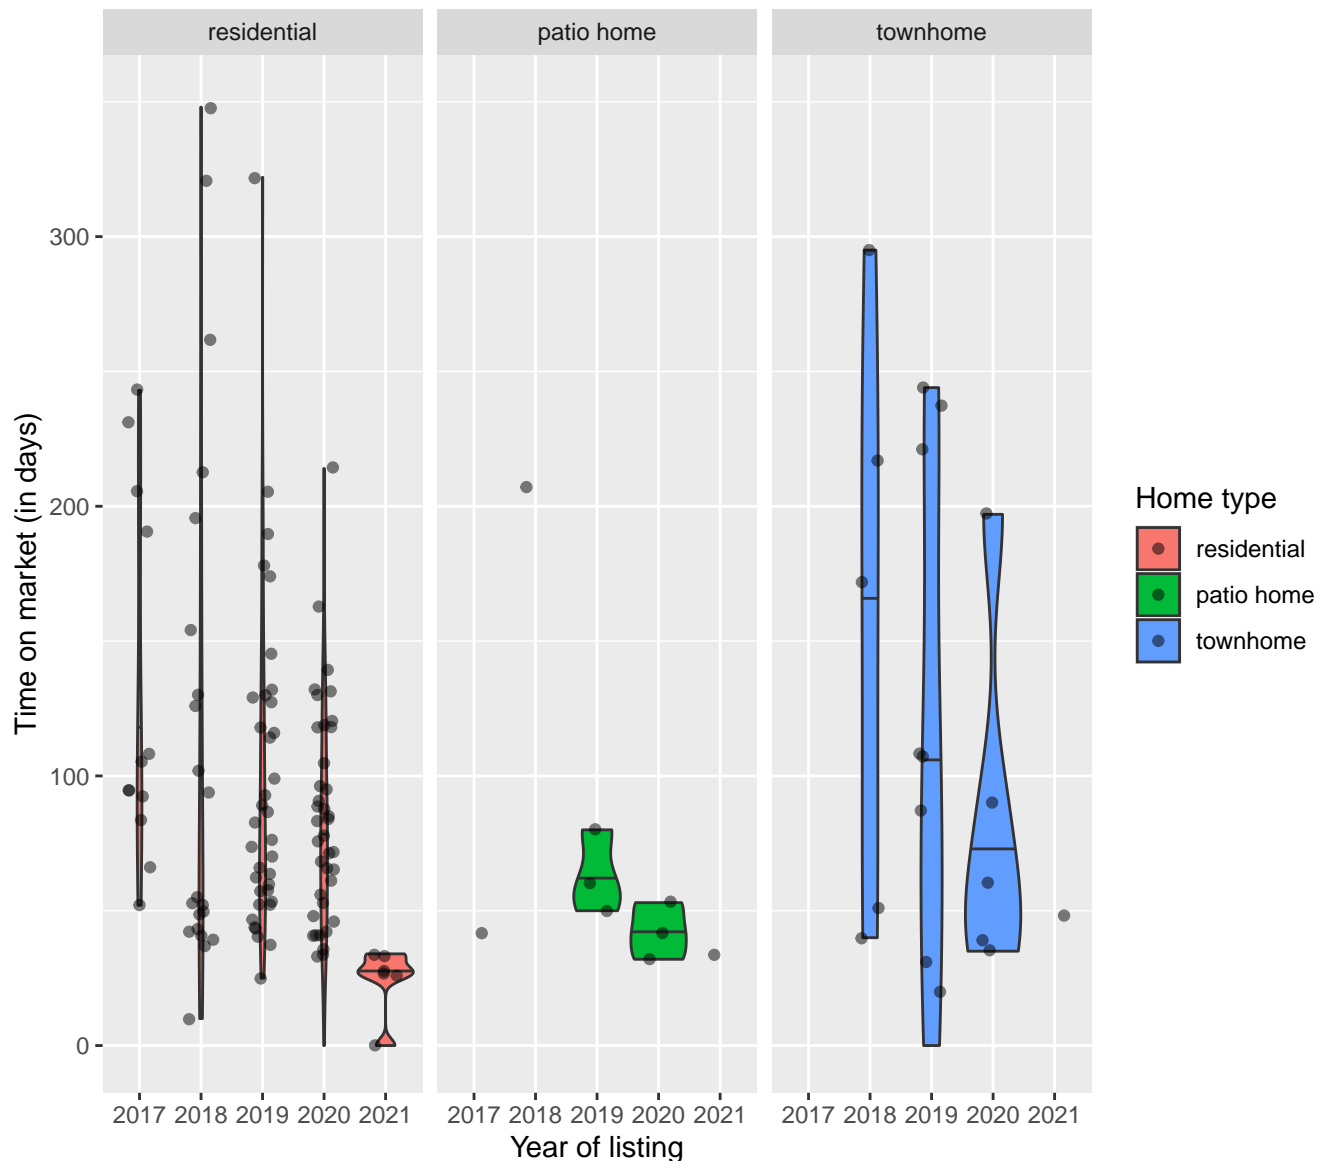 residential patio home townhome
300
200
100
0
Time on market (in days)
2017 2018 2019 2020 2021 2017 2018 2019 2020 2021 2017 2018 2019 2020 2021
Year of listing
Home type
residential
patio home
townhome